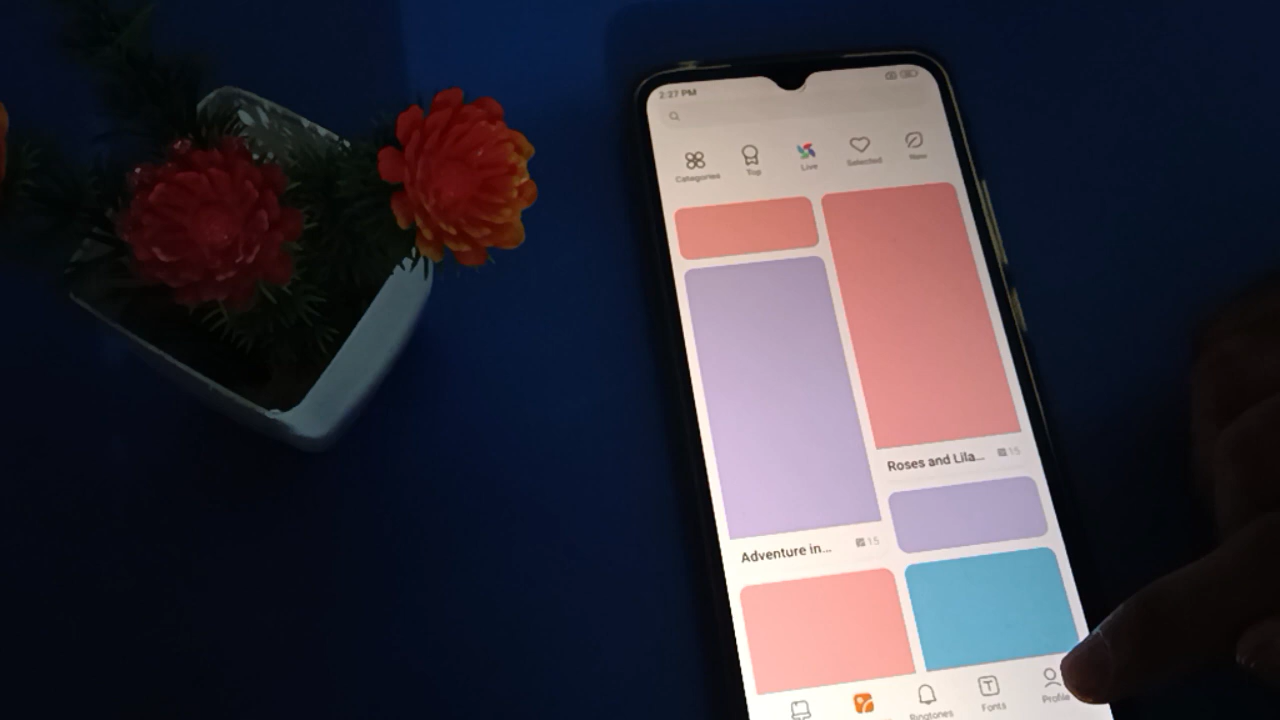 2:27 PM
Categories
Top
Live
Selected
New
Roses and Lila... 15
Adventure in... 15
Ringtones
Fonts
Profile